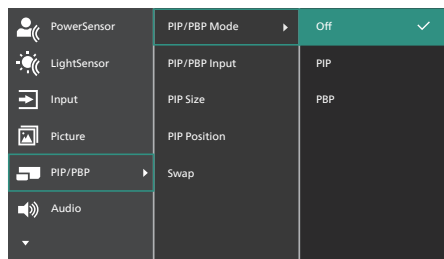 PowerSensor
LightSensor
Input
Picture
PIP/PBP
Audio
PIP/PBP Mode
PIP/PBP Input
PIP Size
PIP Position
Swap
Off
PIP
PBP